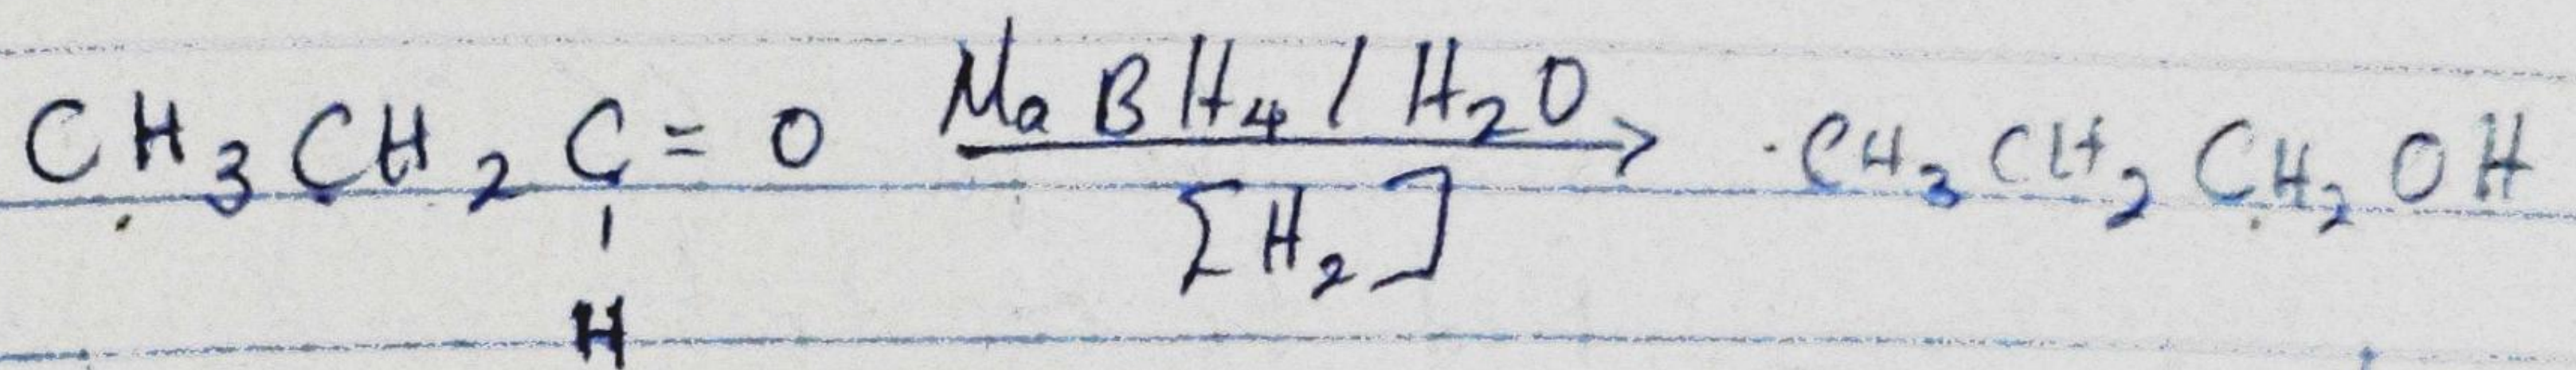 NaBH4/H2O
CH3CH2C=O → CH3CH2CH2OH
[H2]
H